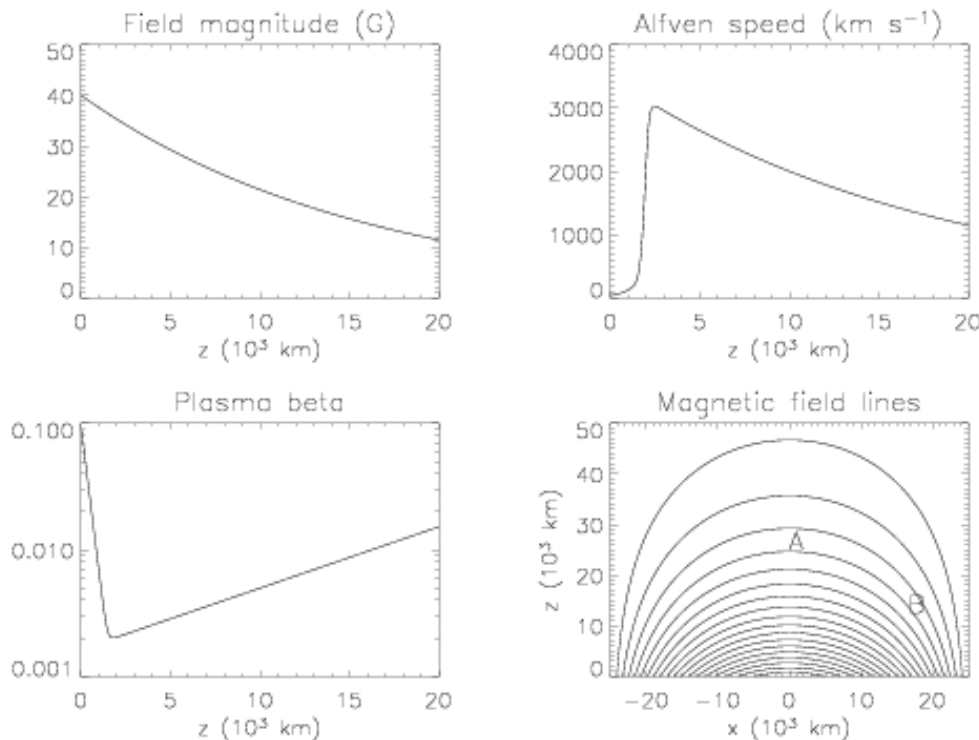 Field magnitude (G)
50
40
30
20
10
0
0 5 10 15 20
z (10³ km)
Alfven speed (km s⁻¹)
4000
3000
2000
1000
0
0 5 10 15 20
z (10³ km)
Plasma beta
0.100
0.010
0.001
0 5 10 15 20
z (10³ km)
Magnetic field lines
50
40
30
20
10
0
z (10³ km)
A
B
−20 −10 0 10 20
x (10³ km)